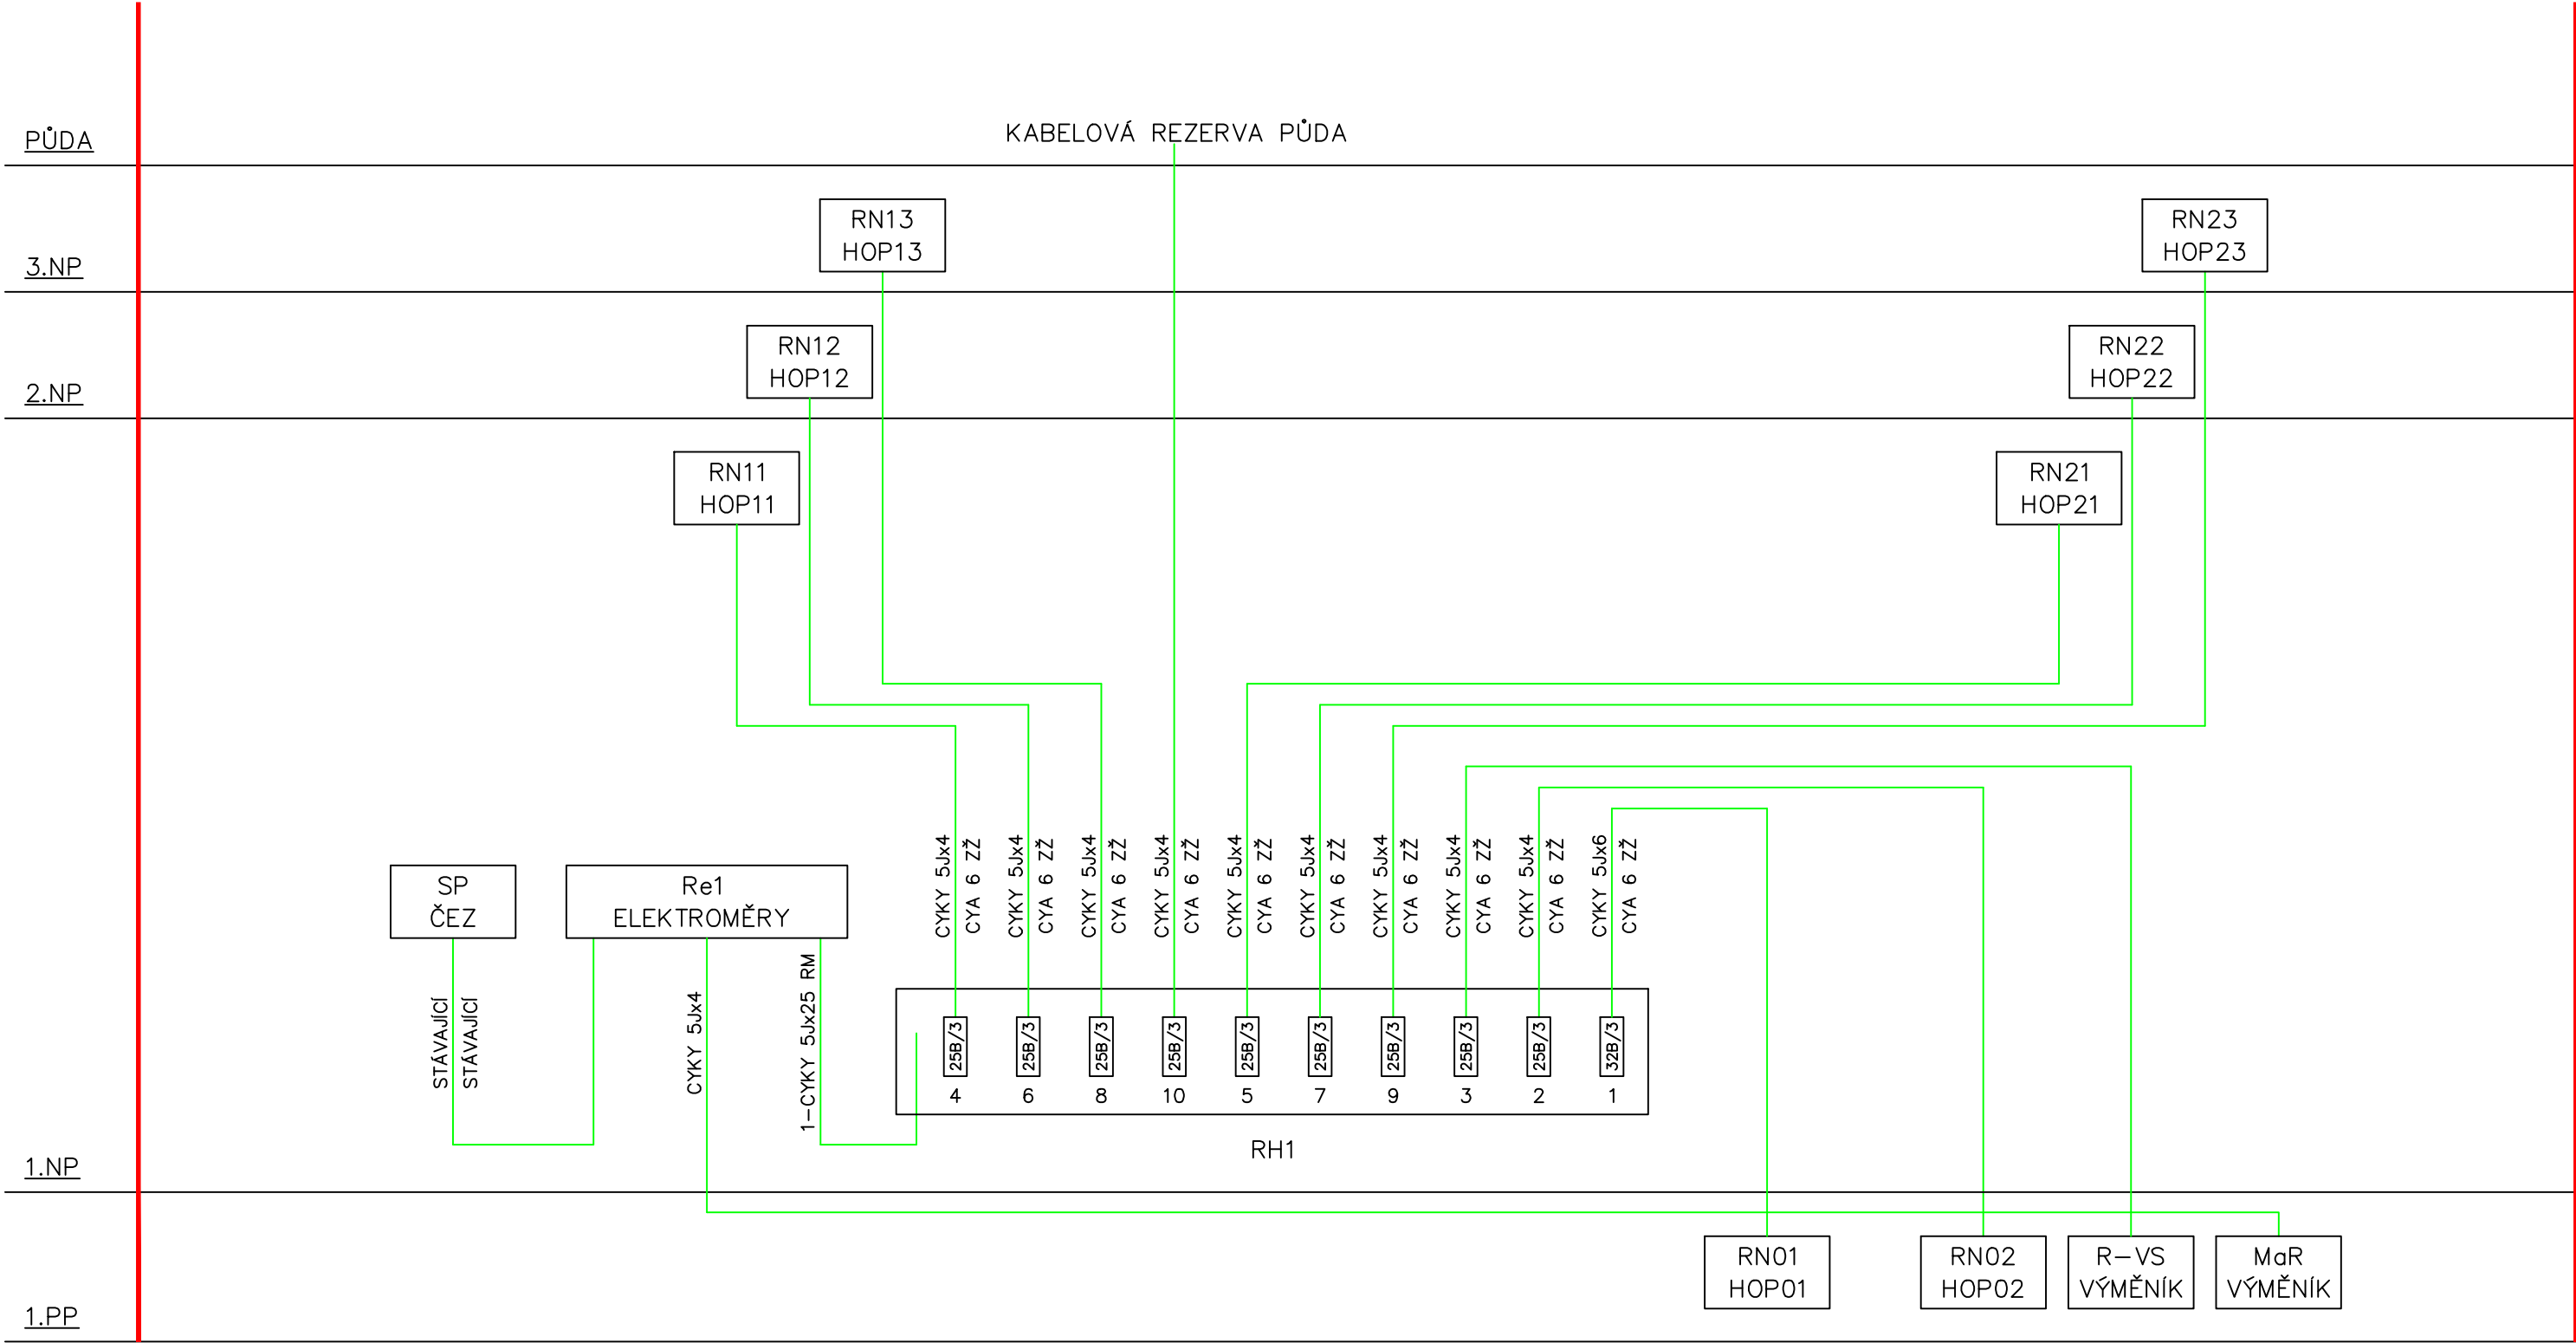 PŮDA
KABELOVÁ REZERVA PŮDA
RN13
HOP13
RN23
HOP23
3.NP
RN12
HOP12
RN22
HOP22
2.NP
RN11
HOP11
RN21
HOP21
SP
ČEZ
Re1
ELEKTROMĚRY
STÁVAJÍCÍ
STÁVAJÍCÍ
CYKY 5Jx4
1-CYKY 5Jx25 RM
CYKY 5Jx4
CYA 6 ZŽ
CYKY 5Jx4
CYA 6 ZŽ
CYKY 5Jx4
CYA 6 ZŽ
CYKY 5Jx4
CYA 6 ZŽ
CYKY 5Jx4
CYA 6 ZŽ
CYKY 5Jx4
CYA 6 ZŽ
CYKY 5Jx4
CYA 6 ZŽ
CYKY 5Jx4
CYA 6 ZŽ
CYKY 5Jx4
CYA 6 ZŽ
CYKY 5Jx6
CYA 6 ZŽ
25B/3
25B/3
25B/3
25B/3
25B/3
25B/3
25B/3
25B/3
25B/3
32B/3
4 6 8 10 5 7 9 3 2 1
RH1
1.NP
RN01
HOP01
RN02
HOP02
R-VS
VÝMĚNÍK
MaR
VÝMĚNÍK
1.PP